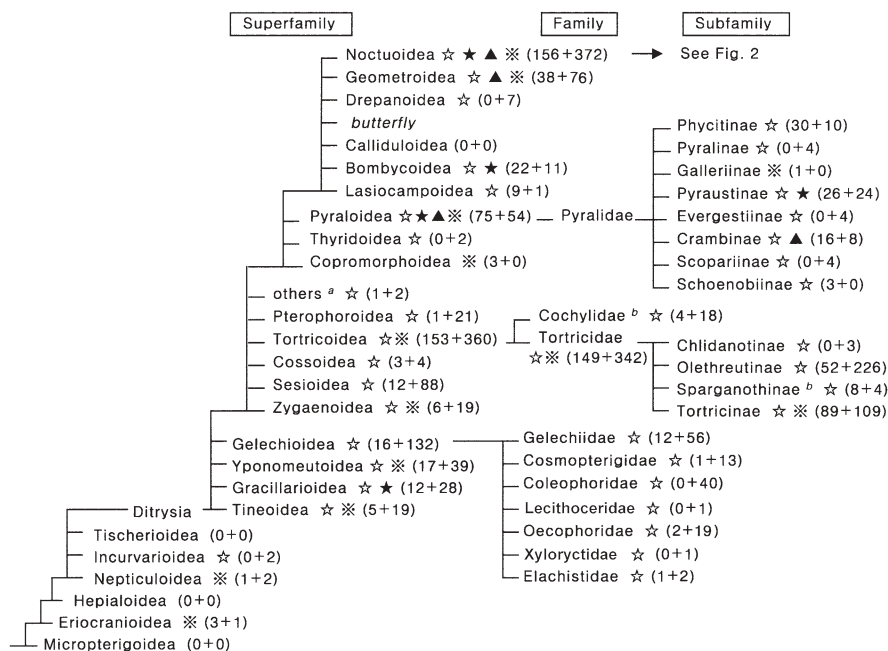 Superfamily Family Subfamily
Noctuoidea ☆ ★ ▲ ※ (156+372) → See Fig. 2
Geometroidea ☆ ▲ ※ (38+76)
Drepanoidea ☆ (0+7)
butterfly
Calliduloidea (0+0)
Bombycoidea ☆ ★ (22+11)
Lasiocampoidea ☆ (9+1)
Pyraloidea ☆★▲※ (75+54) Pyralidae
Thyridoidea ☆ (0+2)
Copromorphoidea ※ (3+0)
Phycitinae ☆ (30+10)
Pyralinae ☆ (0+4)
Galleriinae ※ (1+0)
Pyraustinae ☆ ★ (26+24)
Evergestiinae ☆ (0+4)
Crambinae ☆ ▲ (16+8)
Scopariinae ☆ (0+4)
Schoenobiinae ☆ (3+0)
others a ☆ (1+2)
Pterophoroidea ☆ (1+21)
Tortricoidea ☆※ (153+360)
Cossoidea ☆ (3+4)
Sesioidea ☆ (12+88)
Zygaenoidea ☆ ※ (6+19)
Cochylidae b ☆ (4+18)
Tortricidae
☆※ (149+342)
Chlidanotinae ☆ (0+3)
Olethreutinae ☆ (52+226)
Sparganothinae b ☆ (8+4)
Tortricinae ☆ ※ (89+109)
Gelechioidea ☆ (16+132)
Yponomeutoidea ☆ ※ (17+39)
Gracillarioidea ☆ ★ (12+28)
Ditrysia Tineoidea ☆ ※ (5+19)
Gelechiidae ☆ (12+56)
Cosmopterigidae ☆ (1+13)
Coleophoridae ☆ (0+40)
Lecithoceridae ☆ (0+1)
Oecophoridae ☆ (2+19)
Xyloryctidae ☆ (0+1)
Elachistidae ☆ (1+2)
Tischerioidea (0+0)
Incurvarioidea ☆ (0+2)
Nepticuloidea ※ (1+2)
Hepialoidea (0+0)
Eriocranioidea ※ (3+1)
Micropterigoidea (0+0)